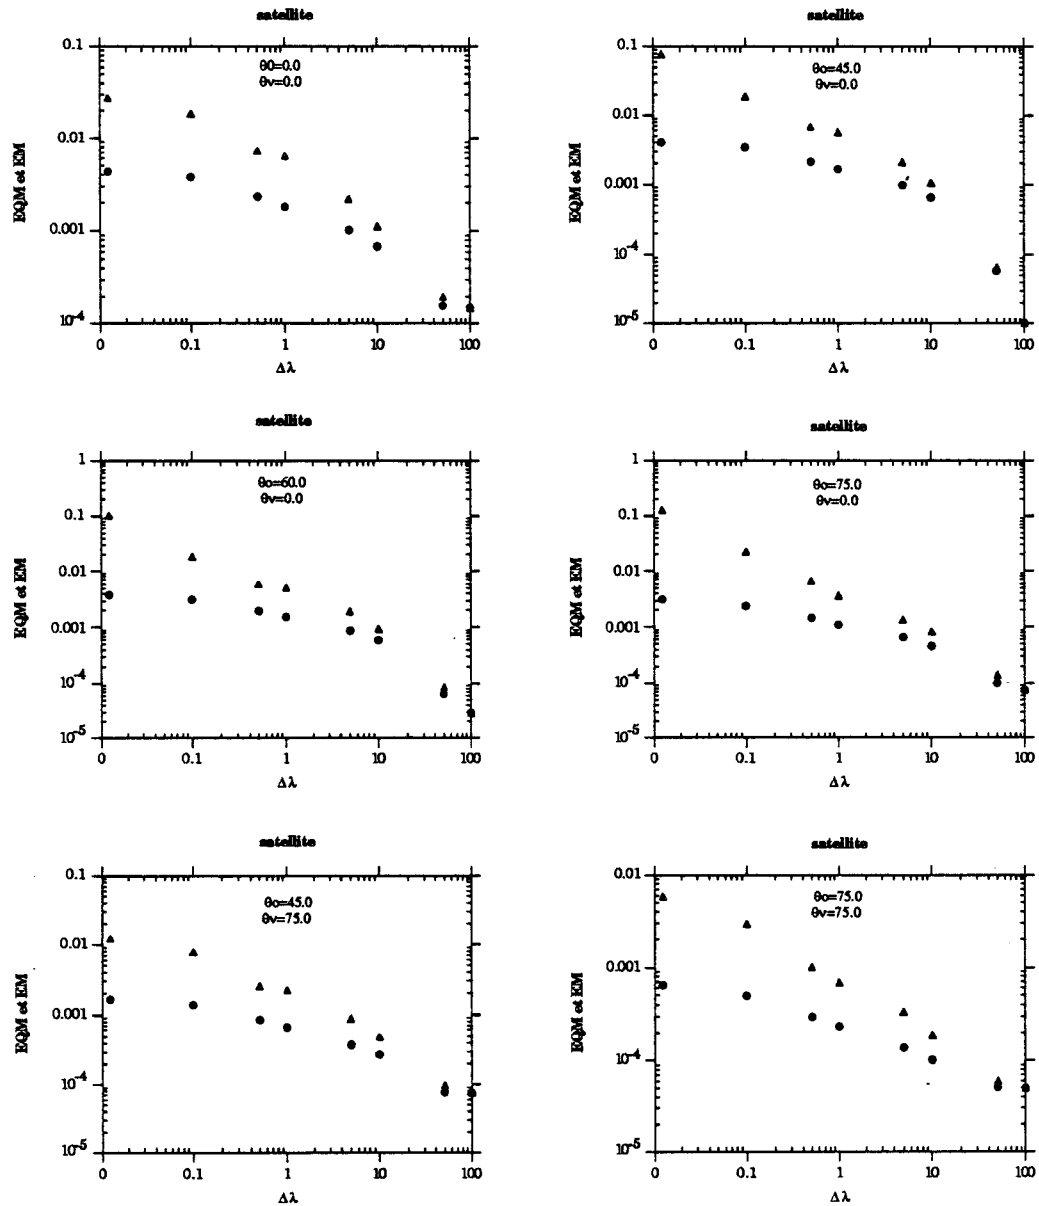 satellite
0.1
0.01
0.001
10-4
EQM et EM
θ0=0.0
θv=0.0
0 0.1 1 10 100
Δλ
satellite
0.1
0.01
0.001
10-4
10-5
EQM et EM
θo=45.0
θv=0.0
0 0.1 1 10 100
Δλ
satellite
1
0.1
0.01
0.001
10-4
10-5
EQM et EM
θo=60.0
θv=0.0
0 0.1 1 10 100
Δλ
satellite
1
0.1
0.01
0.001
10-4
10-5
EQM et EM
θo=75.0
θv=0.0
0 0.1 1 10 100
Δλ
satellite
0.1
0.01
0.001
10-4
10-5
EQM et EM
θo=45.0
θv=75.0
0 0.1 1 10 100
Δλ
satellite
0.01
0.001
10-4
10-5
EQM et EM
θo=75.0
θv=75.0
0 0.1 1 10 100
Δλ